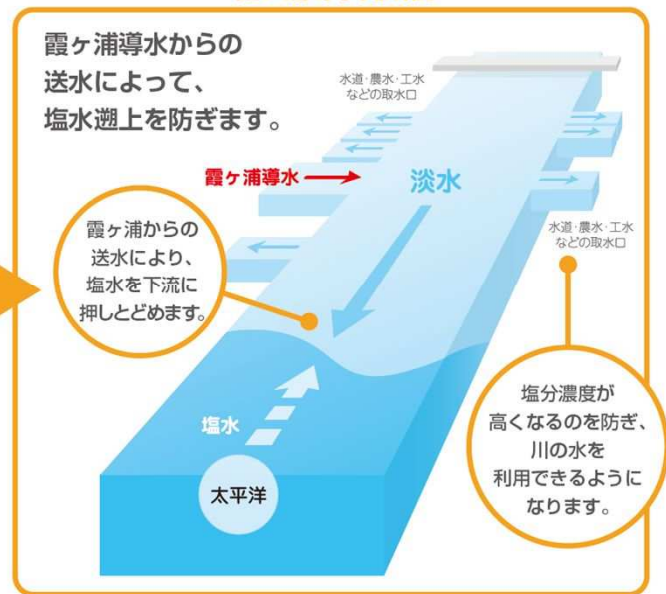 霞ヶ浦導水からの
送水によって、
塩水遡上を防ぎます。
水道・農水・工水
などの取水口
霞ヶ浦導水
淡水
霞ヶ浦からの
送水により、
塩水を下流に
押しとどめます。
水道・農水・工水
などの取水口
塩分濃度が
高くなるのを防ぎ、
川の水を
利用できるように
なります。
塩水
太平洋